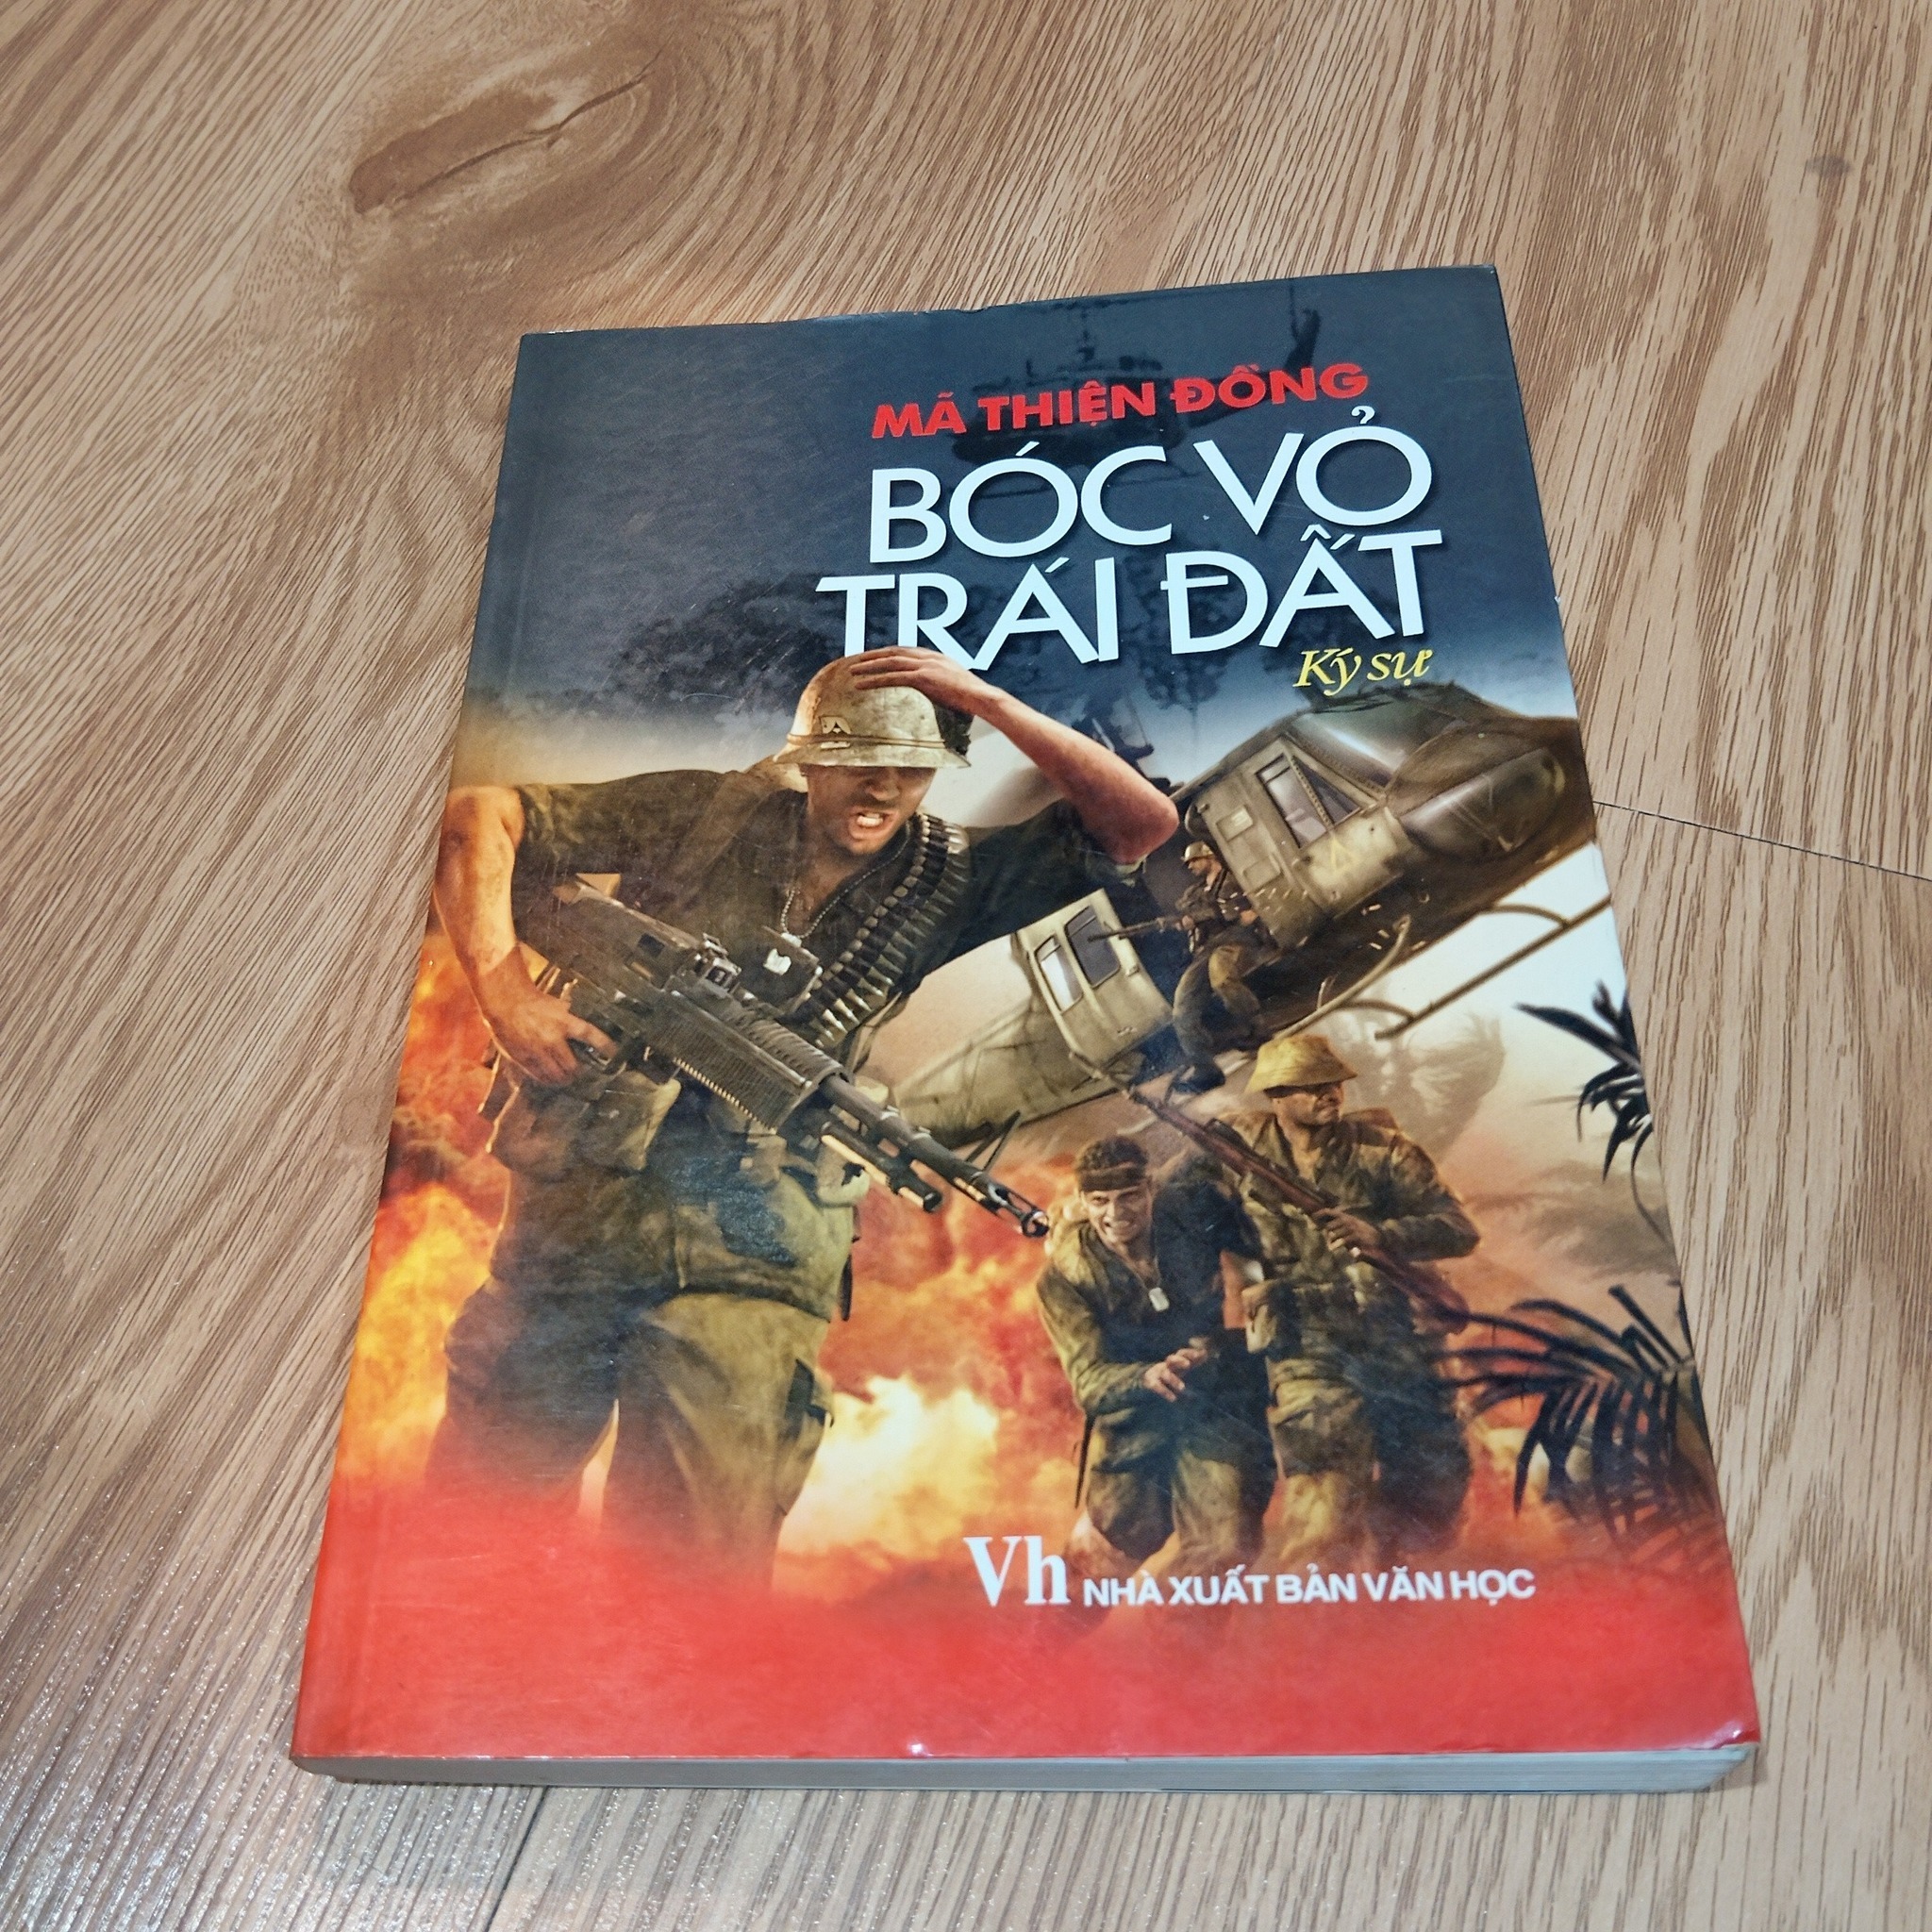 MÃ THIỆN ĐỒNG
BÓC VỎ
TRÁI ĐẤT
Ký sự
Vh NHÀ XUẤT BẢN VĂN HỌC